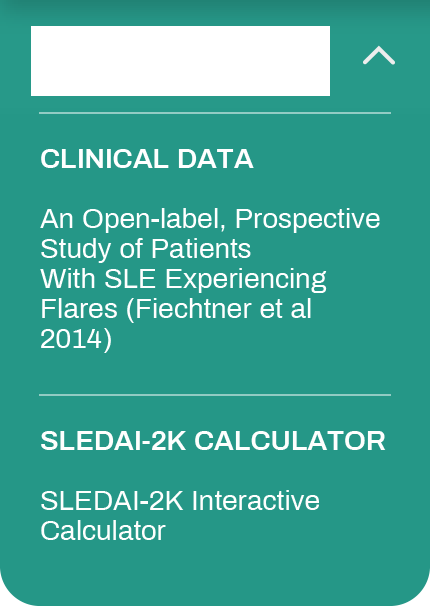 CLINICAL DATA
An Open-label, Prospective
Study of Patients
With SLE Experiencing
Flares (Fiechtner et al
2014)
SLEDAI-2K CALCULATOR
SLEDAI-2K Interactive
Calculator